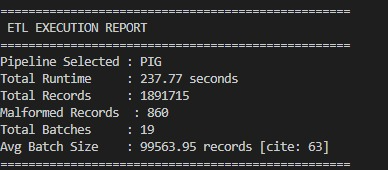 ==================================================
 ETL EXECUTION REPORT
==================================================
Pipeline Selected : PIG
Total Runtime     : 237.77 seconds
Total Records     : 1891715
Malformed Records  : 860
Total Batches     : 19
Avg Batch Size    : 99563.95 records [cite: 63]
==================================================